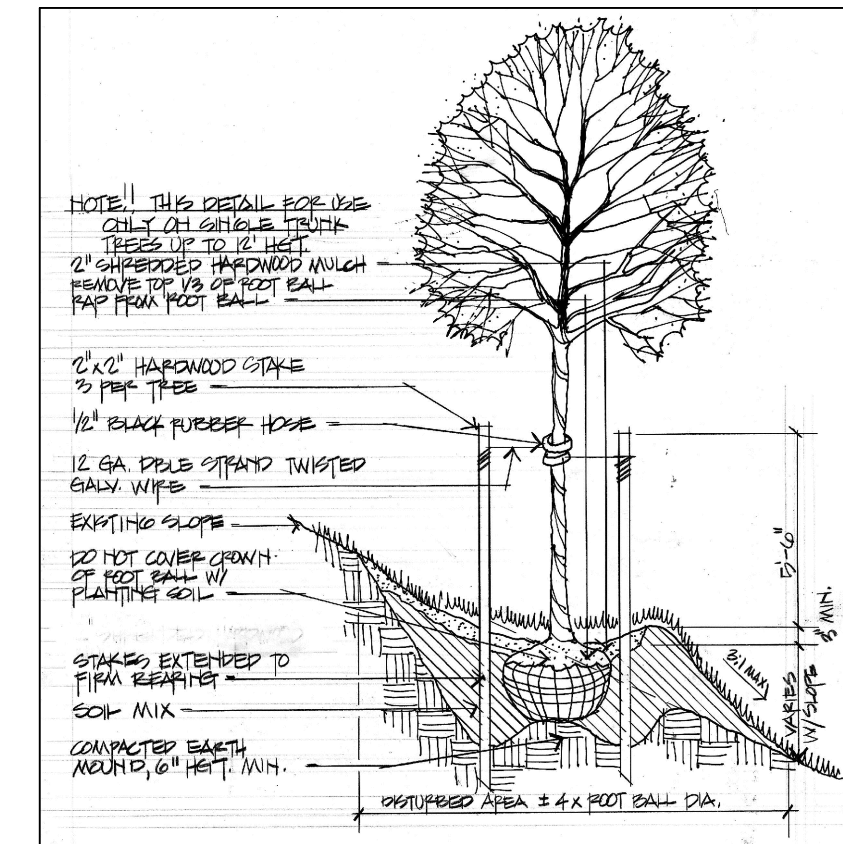 NOTE!! THIS DETAIL FOR USE
ONLY ON SINGLE TRUNK
TREES UP TO 12' HGT.
2" SHREDDED HARDWOOD MULCH
REMOVE TOP 1/3 OF ROOT BALL
RAP FROM ROOT BALL
2"x2" HARDWOOD STAKE
3 PER TREE
1/2" BLACK RUBBER HOSE
12 GA. DBLE STRAND TWISTED
GALV. WIRE
EXISTING SLOPE
DO NOT COVER CROWN
OF ROOT BALL W/
PLANTING SOIL
STAKES EXTENDED TO
FIRM BEARING
SOIL MIX
COMPACTED EARTH
MOUND, 6" HGT. MIN.
5'-6"
3" MIN.
3:1 MAX
VARIES
W/ SLOPE
DISTURBED AREA ± 4 x ROOT BALL DIA.